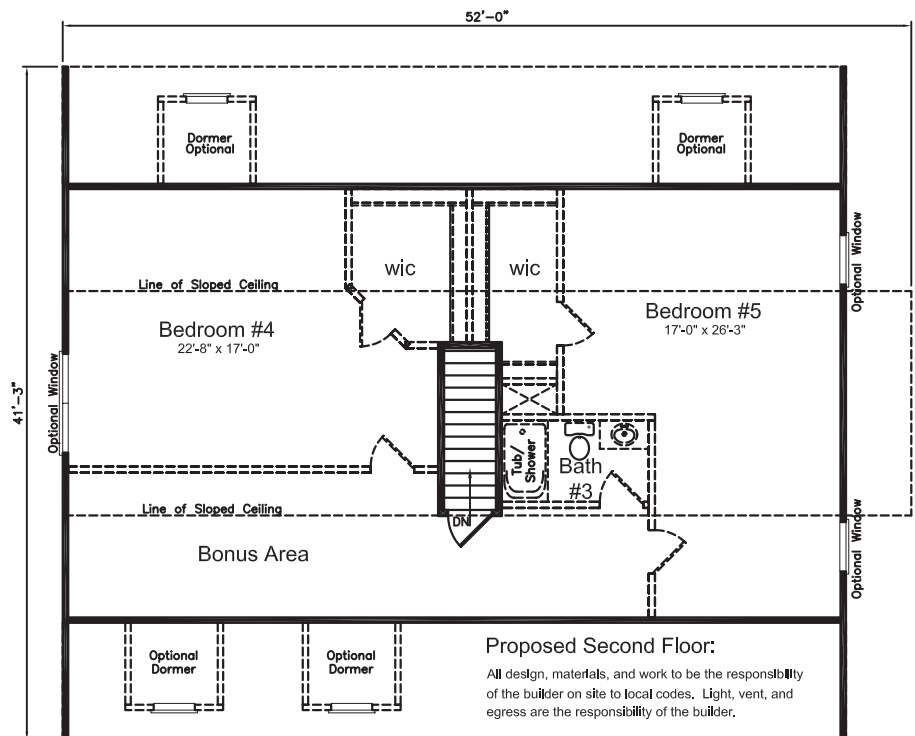 52'-0"
Dormer
Optional
Dormer
Optional
Optional Window
wic
wic
Line of Sloped Ceiling
Bedroom #4
22'-8" x 17'-0"
Bedroom #5
17'-0" x 26'-3"
41'-3"
Optional Window
Tub/
Shower
Bath
#3
Line of Sloped Ceiling
DN
Optional Window
Bonus Area
Optional
Dormer
Optional
Dormer
Proposed Second Floor:
All design, materials, and work to be the responsibility
of the builder on site to local codes. Light, vent, and
egress are the responsibility of the builder.